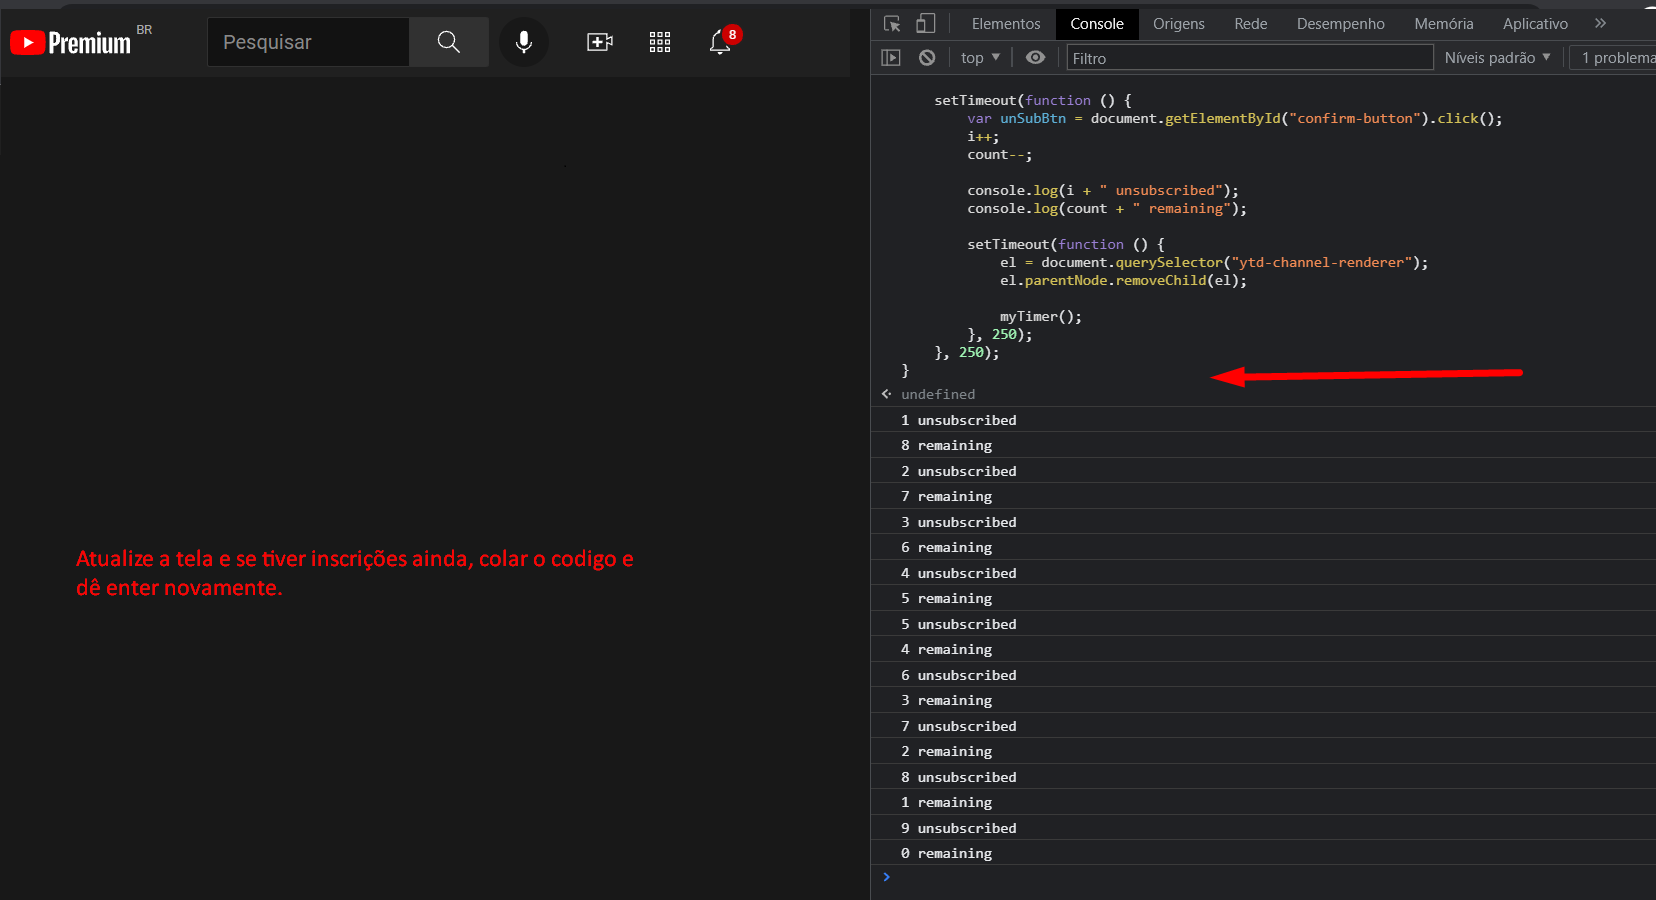 Premium BR
Pesquisar
8
Atualize a tela e se tiver inscrições ainda, colar o codigo e
dê enter novamente.
Elementos Console Origens Rede Desempenho Memória Aplicativo »
top ▼ Filtro Níveis padrão ▼ 1 problema
setTimeout(function () {
var unSubBtn = document.getElementById("confirm-button").click();
i++;
count--;
console.log(i + " unsubscribed");
console.log(count + " remaining");
setTimeout(function () {
el = document.querySelector("ytd-channel-renderer");
el.parentNode.removeChild(el);
myTimer();
}, 250);
}, 250);
}
undefined
1 unsubscribed
8 remaining
2 unsubscribed
7 remaining
3 unsubscribed
6 remaining
4 unsubscribed
5 remaining
5 unsubscribed
4 remaining
6 unsubscribed
3 remaining
7 unsubscribed
2 remaining
8 unsubscribed
1 remaining
9 unsubscribed
0 remaining